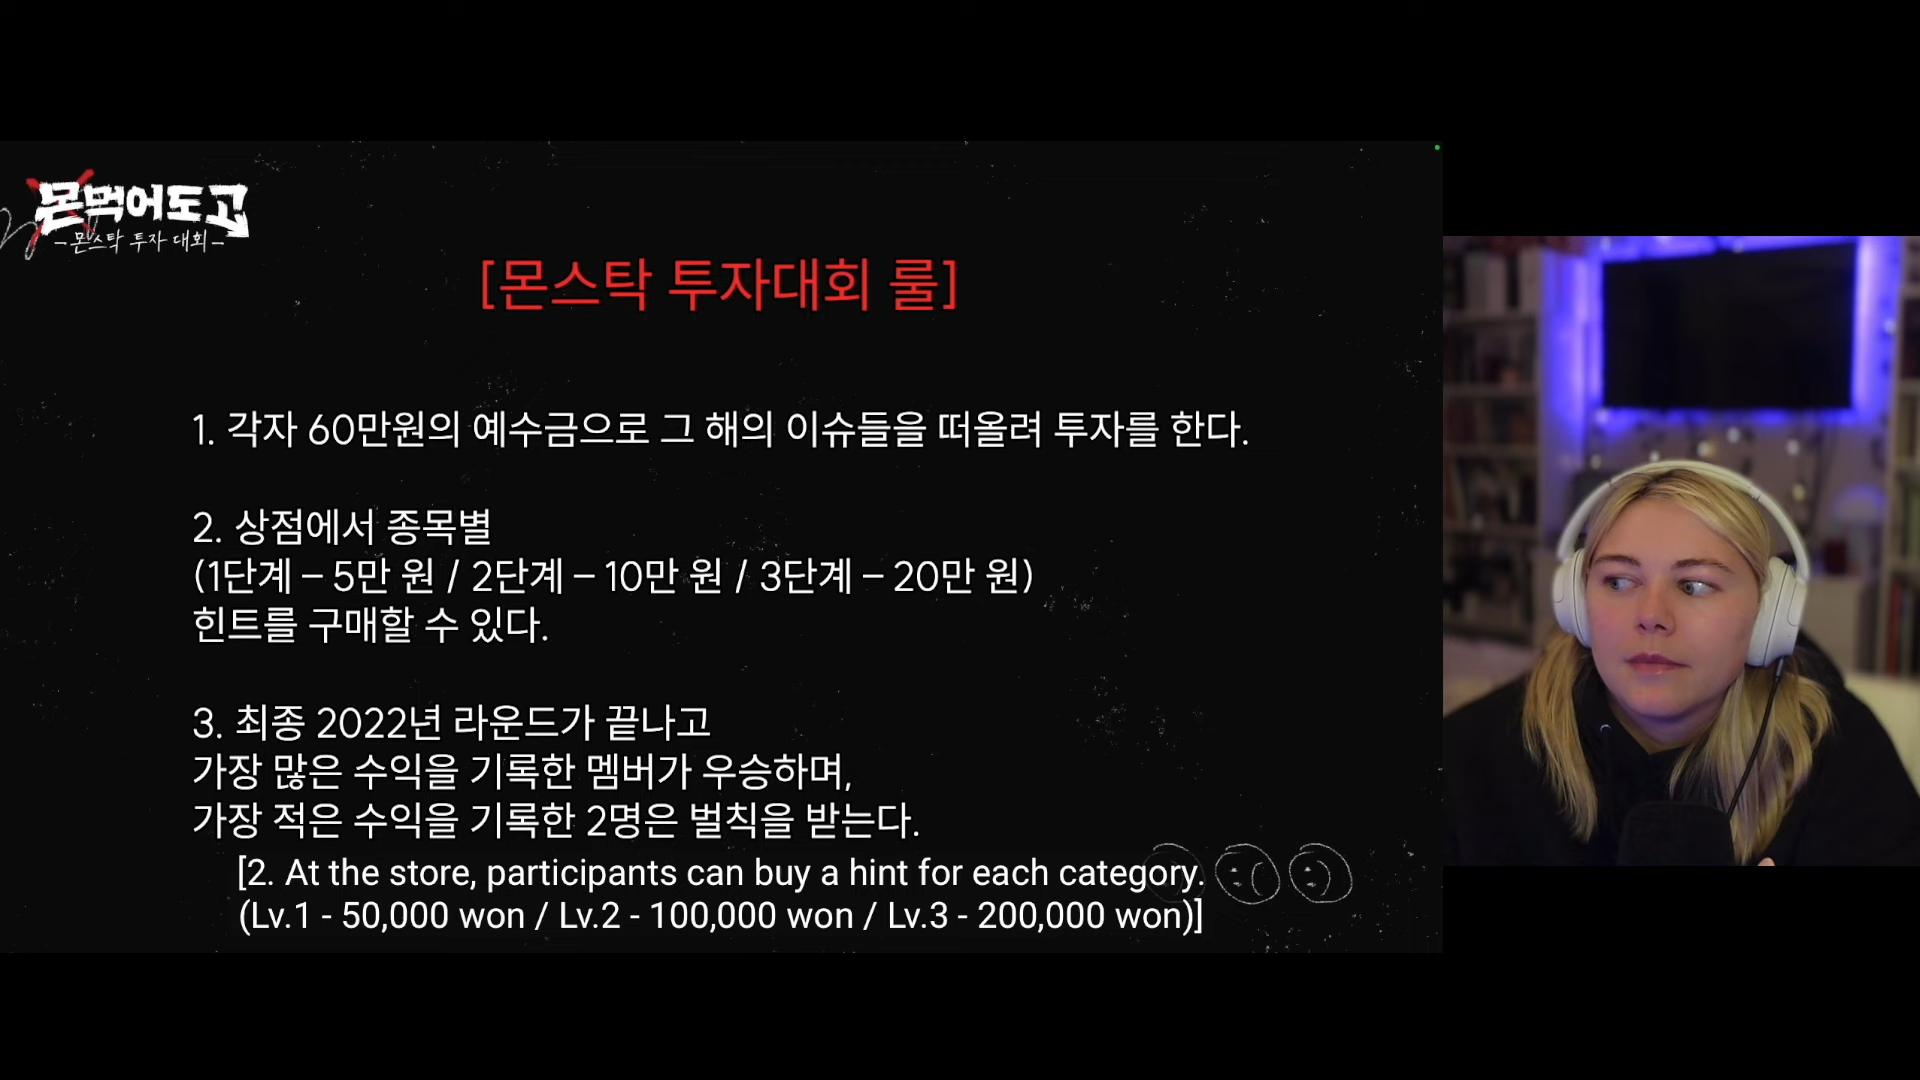 몬먹어도고
-몬스탁 투자 대회-
[몬스탁 투자대회 룰]
1. 각자 60만원의 예수금으로 그 해의 이슈들을 떠올려 투자를 한다.
2. 상점에서 종목별
(1단계 – 5만 원 / 2단계 – 10만 원 / 3단계 – 20만 원)
힌트를 구매할 수 있다.
3. 최종 2022년 라운드가 끝나고
가장 많은 수익을 기록한 멤버가 우승하며,
가장 적은 수익을 기록한 2명은 벌칙을 받는다.
[2. At the store, participants can buy a hint for each category.
(Lv.1 - 50,000 won / Lv.2 - 100,000 won / Lv.3 - 200,000 won)]